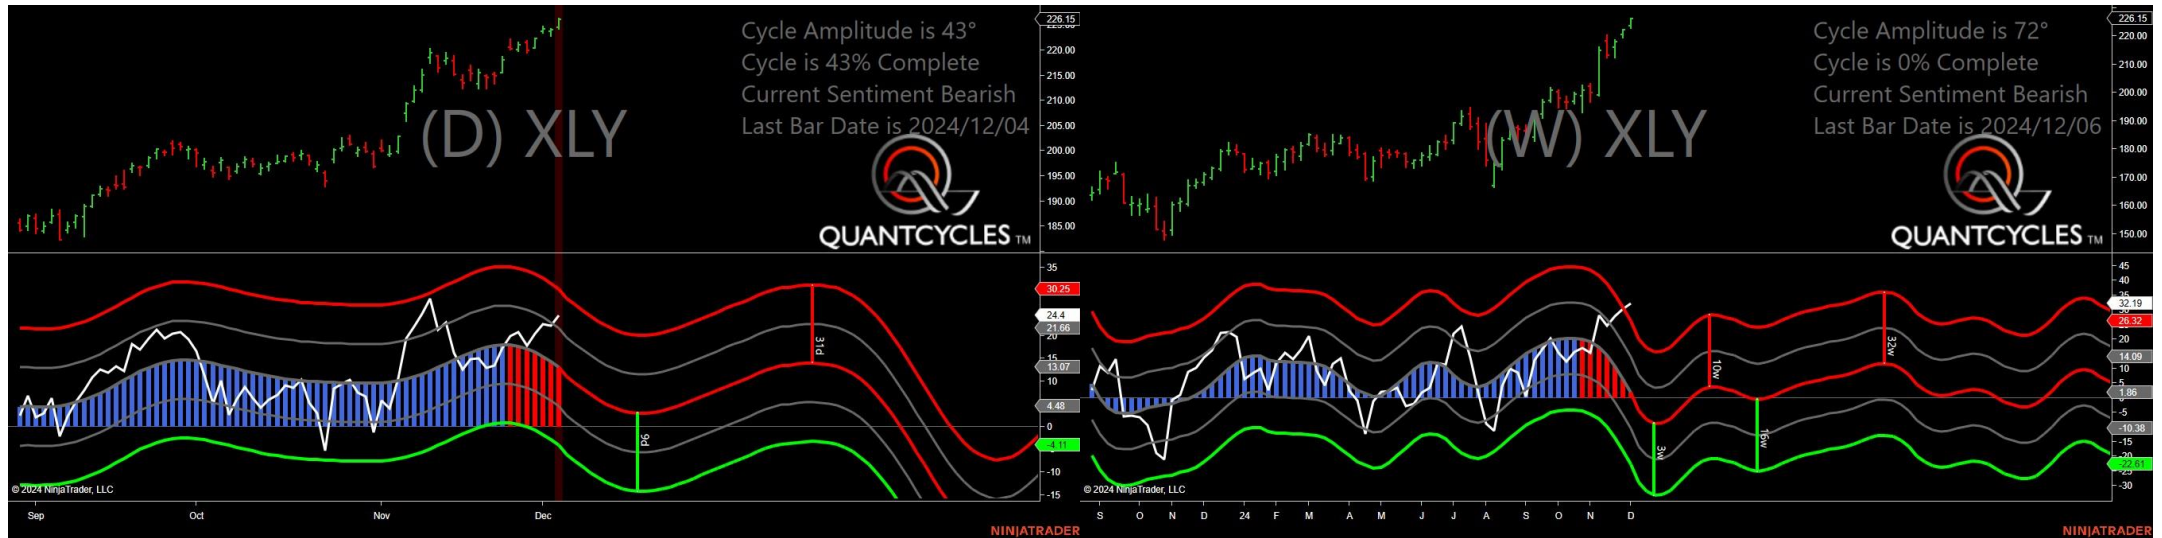 Cycle Amplitude is 43°
Cycle is 43% Complete
Current Sentiment Bearish
Last Bar Date is 2024/12/04
(D) XLY
QUANTCYCLES TM
226.15
220.00
215.00
210.00
205.00
200.00
195.00
190.00
185.00
35
30.25
24.4
21.66
20
15
13.07
10
4.48
0
-4.11
-10
-15
31d
9d
© 2024 NinjaTrader, LLC
Sep Oct Nov Dec
NINJATRADER
Cycle Amplitude is 72°
Cycle is 0% Complete
Current Sentiment Bearish
Last Bar Date is 2024/12/06
(W) XLY
QUANTCYCLES TM
226.15
220.00
210.00
200.00
190.00
180.00
170.00
160.00
150.00
45
40
32.19
26.32
20
14.09
10
5
1.86
-5
-10.38
-15
-22.61
-30
3w
10w
16w
32w
© 2024 NinjaTrader, LLC
S O N D 24 F M A M J J A S O N D
NINJATRADER